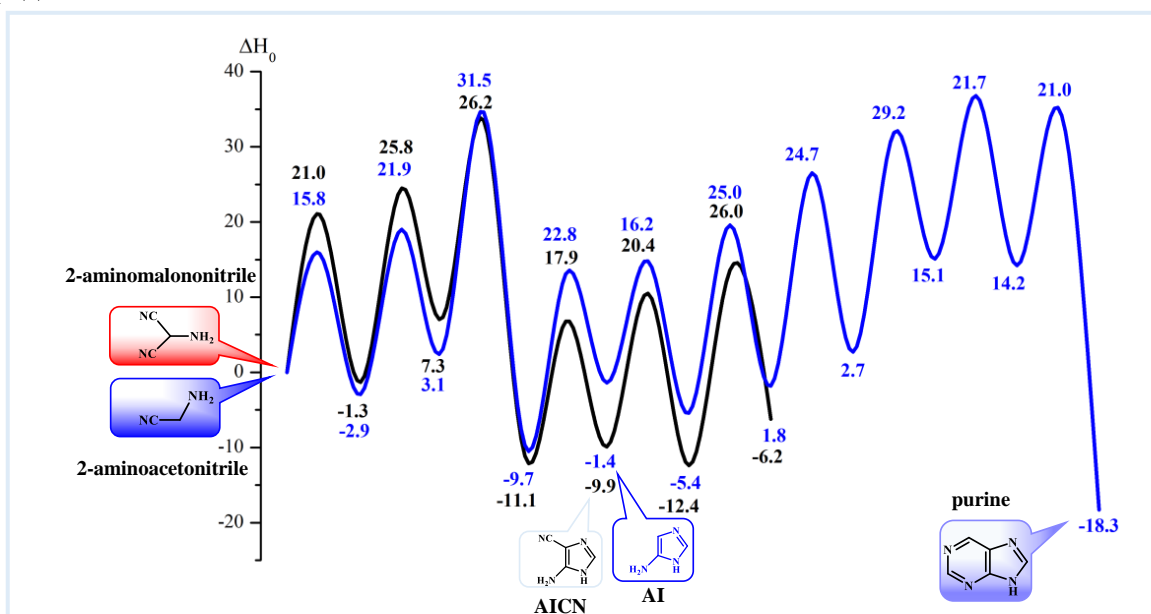 ΔH₀
40
30
20
10
0
-10
-20
31.5
26.2
21.0
15.8
25.8
21.9
22.8
17.9
16.2
20.4
25.0
26.0
24.7
29.2
21.7
21.0
2-aminomalononitrile
NC
NC
NH₂
NH₂
NC
2-aminoacetonitrile
-1.3
-2.9
7.3
3.1
-9.7
-11.1
-1.4
-9.9
-5.4
-12.4
1.8
-6.2
2.7
15.1
14.2
-18.3
NC
N
N
H
H₂N
AICN
N
N
H
H₂N
AI
purine
N
N
N
N
H